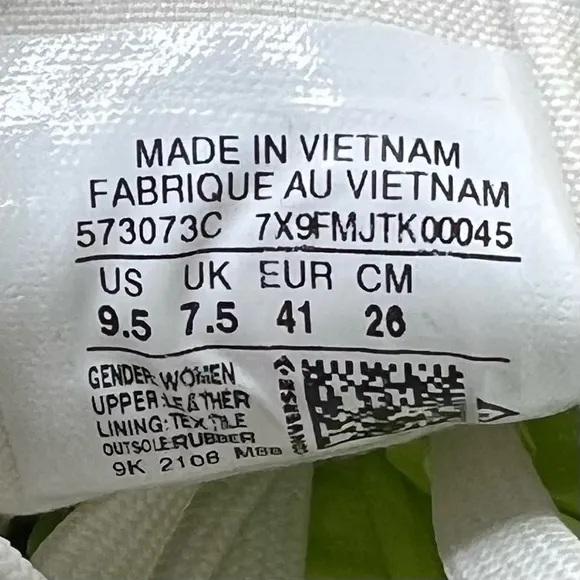 MADE IN VIETNAM
FABRIQUE AU VIETNAM
573073C 7X9FMJTK00045
US UK EUR CM
9.5 7.5 41 26
GENDER: WOMEN
UPPER: LEATHER
LINING: TEXTILE
OUTSOLE: RUBBER
9K 2108
CONVERSE